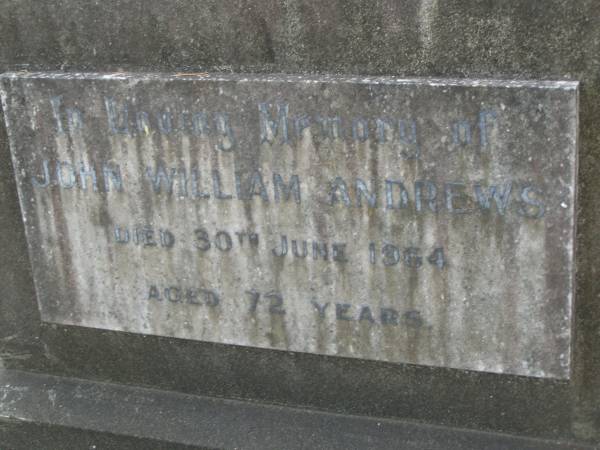 In Loving Memory of
JOHN WILLIAM ANDREWS
DIED 30TH JUNE 1964
AGED 72 YEARS.